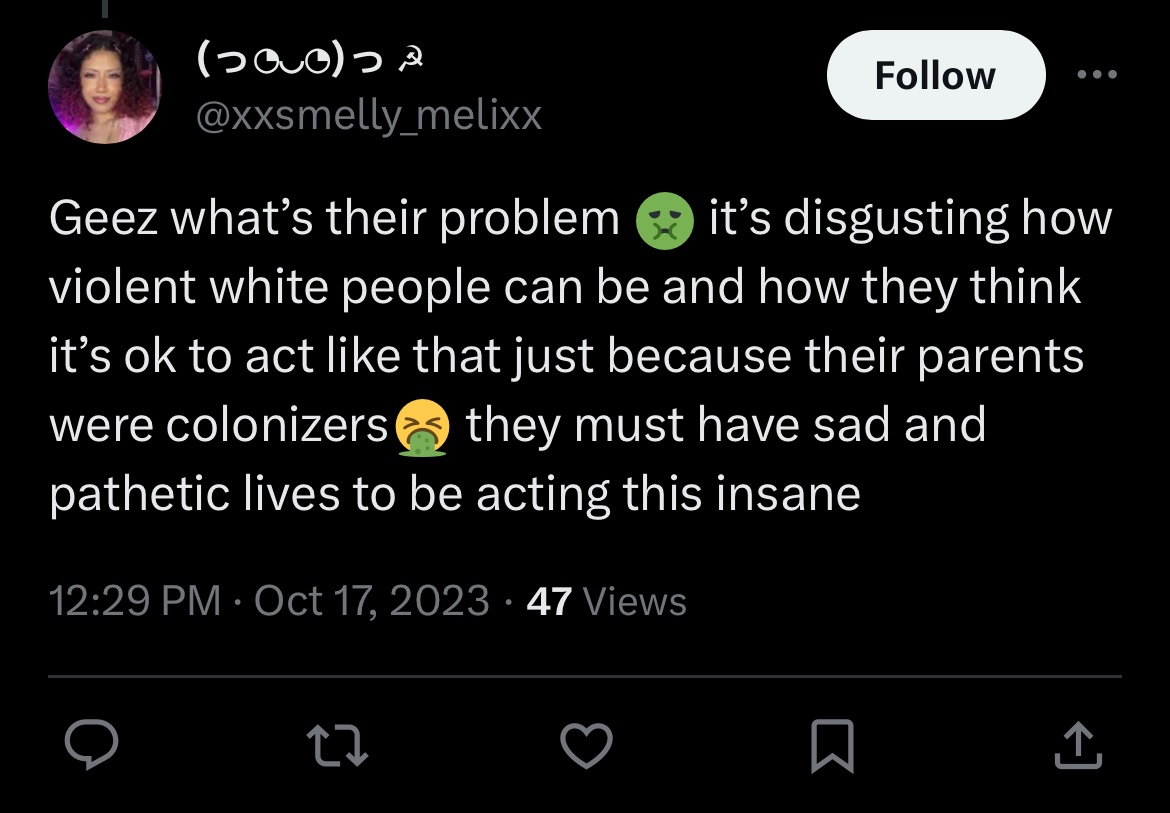 (っ◔◡◔)っ ☭
@xxsmelly_melixx
Follow
Geez what’s their problem 🤢 it’s disgusting how
violent white people can be and how they think
it’s ok to act like that just because their parents
were colonizers🤮 they must have sad and
pathetic lives to be acting this insane
12:29 PM · Oct 17, 2023 · 47 Views